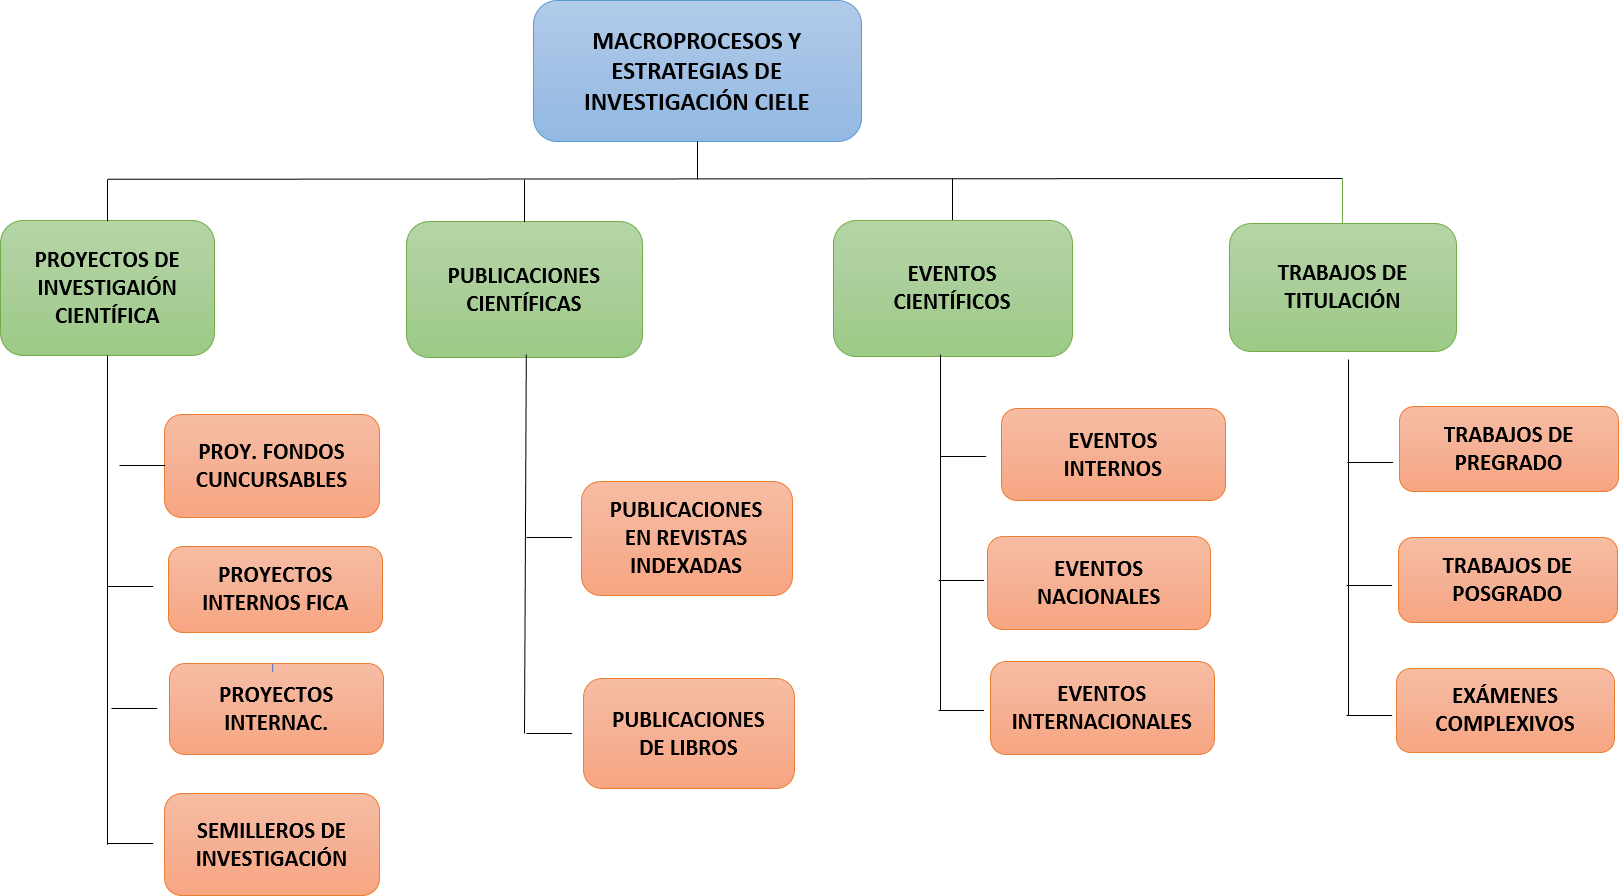 MACROPROCESOS Y
ESTRATEGIAS DE
INVESTIGACIÓN CIELE
PROYECTOS DE
INVESTIGAIÓN
CIENTÍFICA
PUBLICACIONES
CIENTÍFICAS
EVENTOS
CIENTÍFICOS
TRABAJOS DE
TITULACIÓN
PROY. FONDOS
CUNCURSABLES
PROYECTOS
INTERNOS FICA
PROYECTOS
INTERNAC.
SEMILLEROS DE
INVESTIGACIÓN
PUBLICACIONES
EN REVISTAS
INDEXADAS
PUBLICACIONES
DE LIBROS
EVENTOS
INTERNOS
EVENTOS
NACIONALES
EVENTOS
INTERNACIONALES
TRABAJOS DE
PREGRADO
TRABAJOS DE
POSGRADO
EXÁMENES
COMPLEXIVOS